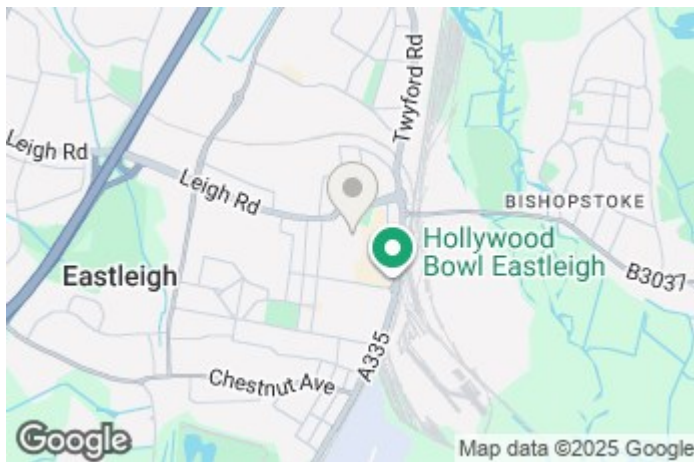 Twyford Rd
Leigh Rd
Leigh Rd
BISHOPSTOKE
Hollywood
Bowl Eastleigh
B3037
Eastleigh
A335
Chestnut Ave
Google
Map data ©2025 Google